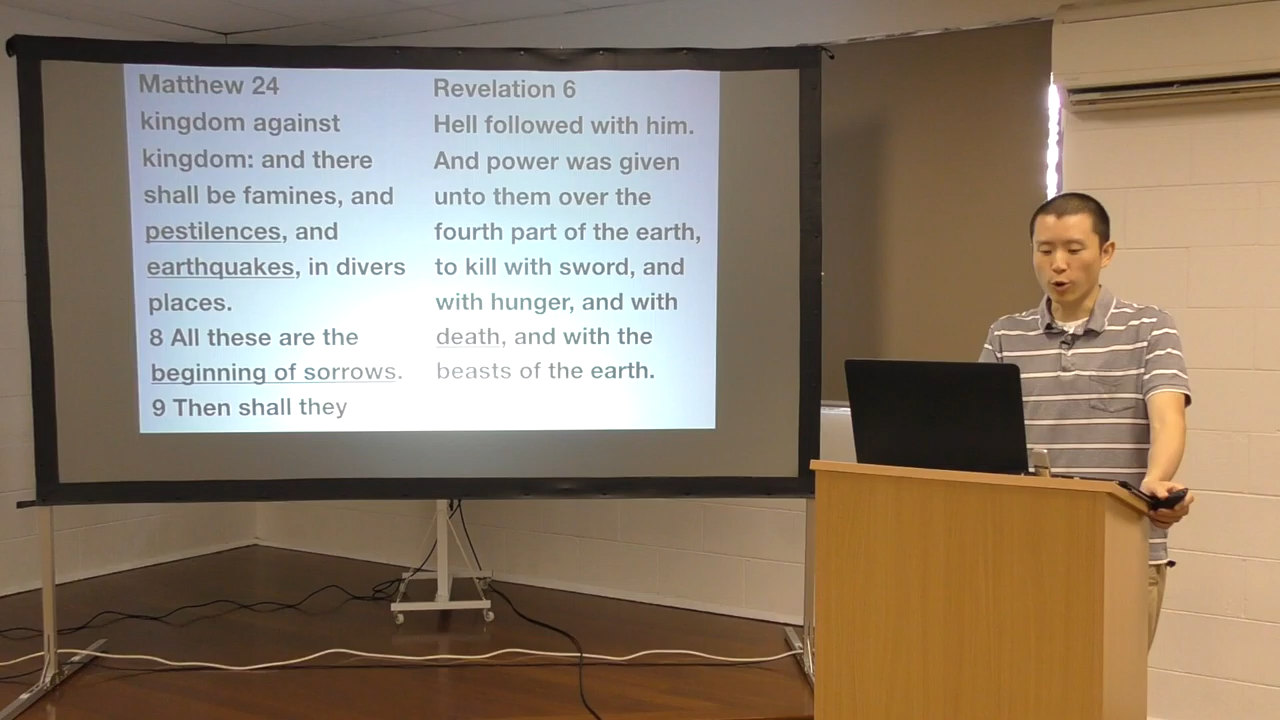 Matthew 24
kingdom against
kingdom: and there
shall be famines, and
pestilences, and
earthquakes, in divers
places.
8 All these are the
beginning of sorrows.
9 Then shall they
Revelation 6
Hell followed with him.
And power was given
unto them over the
fourth part of the earth,
to kill with sword, and
with hunger, and with
death, and with the
beasts of the earth.